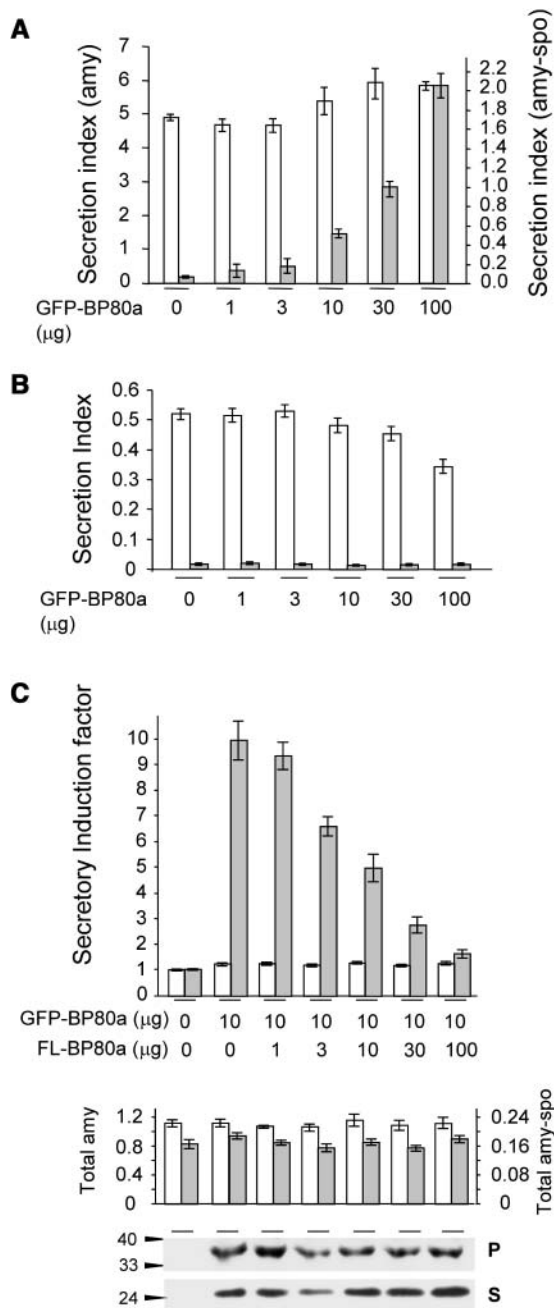 A
Secretion index (amy)
7
6
5
4
3
2
1
0
Secretion index (amy-spo)
2.2
2.0
1.6
1.4
1.0
0.8
0.4
0.2
0.0
GFP-BP80a
(μg)
0 1 3 10 30 100
B
Secretion Index
0.6
0.5
0.4
0.3
0.2
0.1
0
GFP-BP80a
(μg)
0 1 3 10 30 100
C
Secretory Induction factor
10
9
8
7
6
5
4
3
2
1
0
GFP-BP80a (μg) 0 10 10 10 10 10 10
FL-BP80a (μg) 0 0 1 3 10 30 100
Total amy
1.2
0.8
0.4
0
Total amy-spo
0.24
0.16
0.08
0
40
33
P
24
S